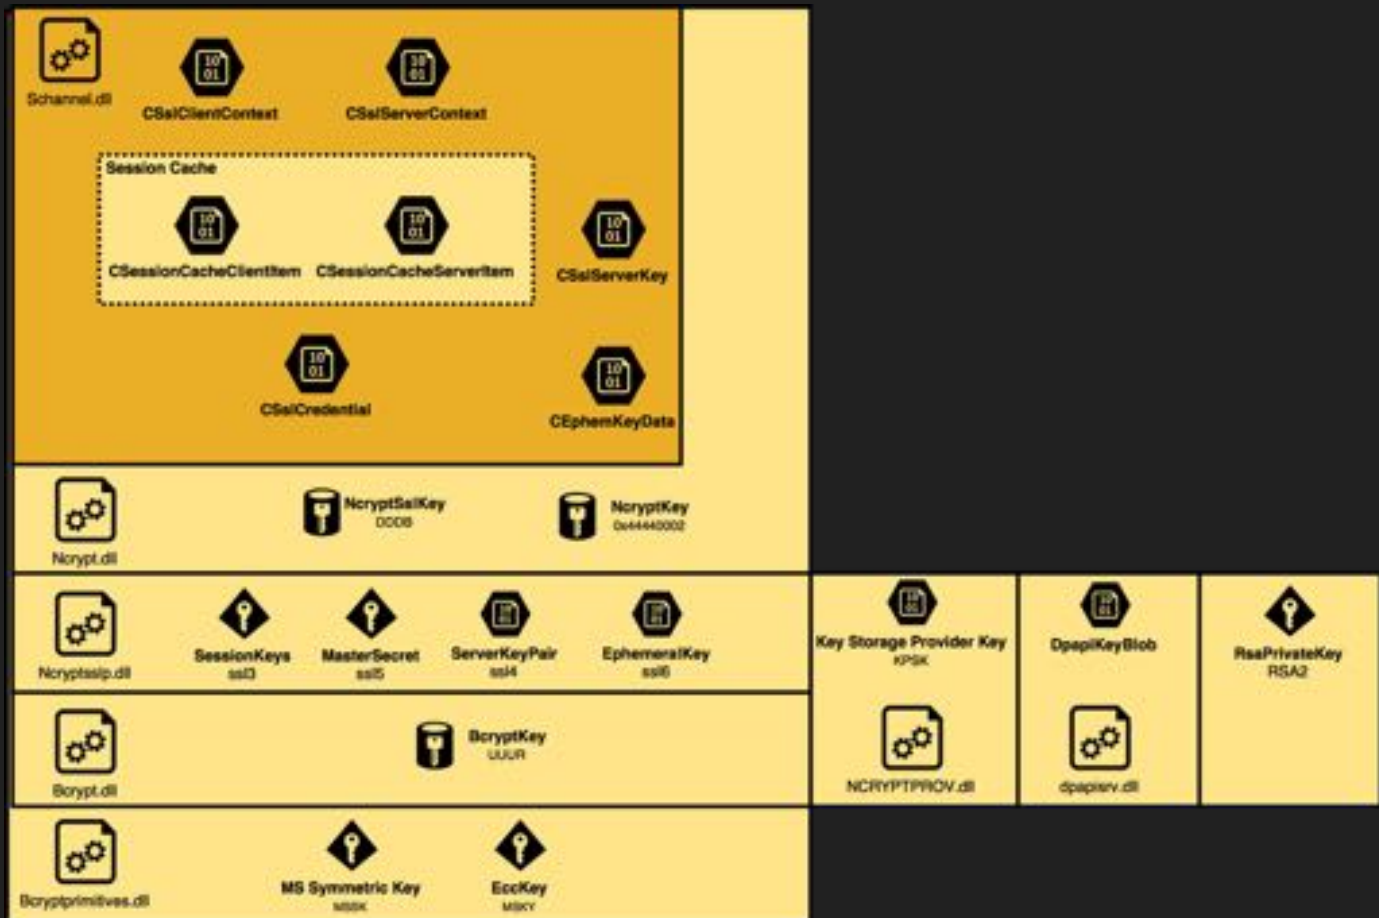 Schannel.dll
CSslClientContext
CSslServerContext
Session Cache
CSessionCacheClientItem
CSessionCacheServerItem
CSslServerKey
CSslCredential
CEphemKeyData
Ncrypt.dll
NcryptSslKey
DDDB
NcryptKey
0x44440002
Ncryptsslp.dll
SessionKeys
ssl3
MasterSecret
ssl5
ServerKeyPair
ssl4
EphemeralKey
ssl6
Key Storage Provider Key
KPSK
NCRYPTPROV.dll
DpapiKeyBlob
dpapisrv.dll
RsaPrivateKey
RSA2
Bcrypt.dll
BcryptKey
UUUR
Bcryptprimitives.dll
MS Symmetric Key
MSSK
EccKey
MSKY